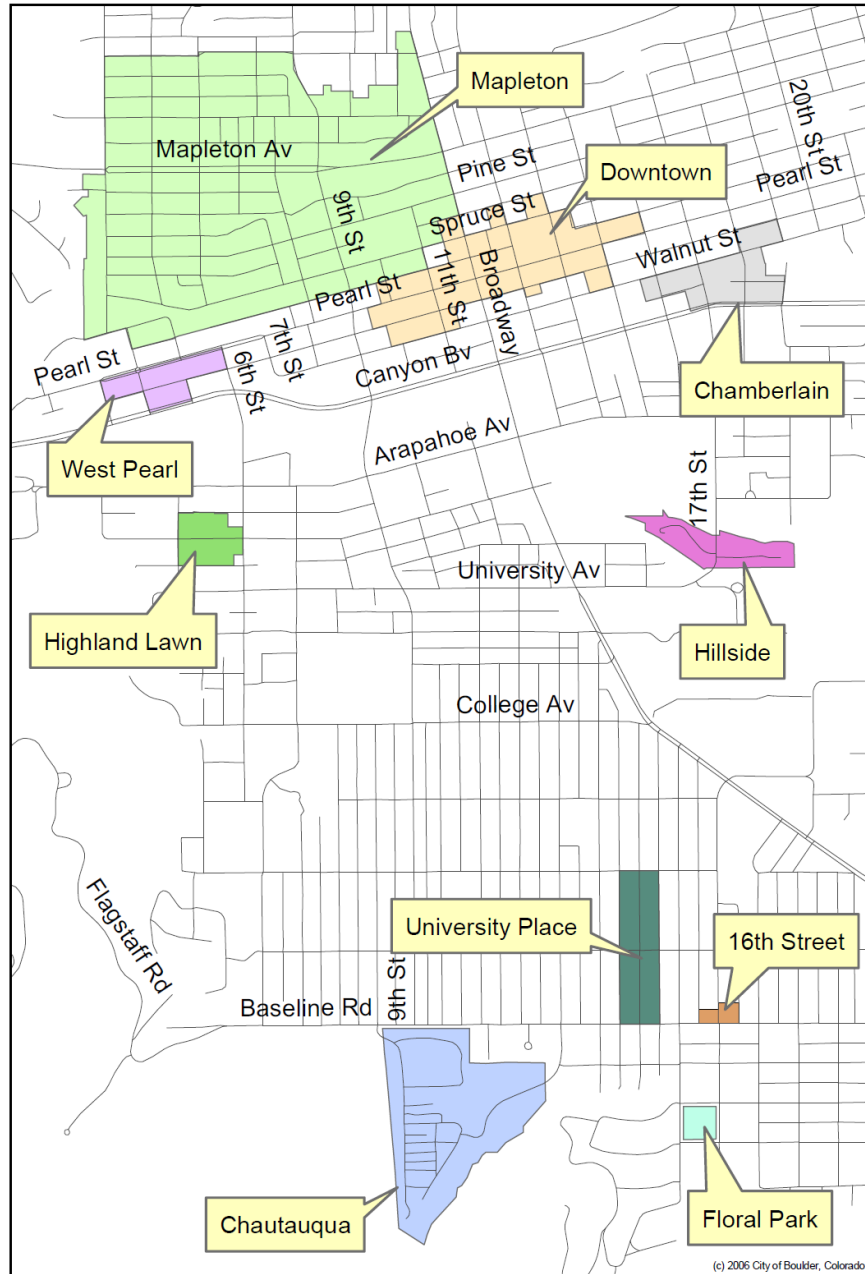 Mapleton
20th St
Mapleton Av
Pine St
Downtown
Pearl St
9th St
Spruce St
Walnut St
11th St
Broadway
Pearl St
7th St
Pearl St
6th St
Canyon Bv
Chamberlain
West Pearl
Arapahoe Av
17th St
University Av
Highland Lawn
Hillside
College Av
Flagstaff Rd
University Place
16th Street
9th St
Baseline Rd
Chautauqua
Floral Park
(c) 2006 City of Boulder, Colorado